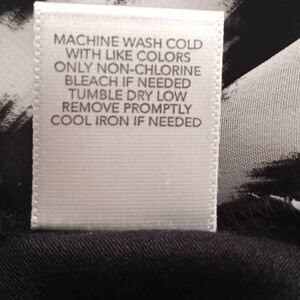 MACHINE WASH COLD
WITH LIKE COLORS
ONLY NON-CHLORINE
BLEACH IF NEEDED
TUMBLE DRY LOW
REMOVE PROMPTLY
COOL IRON IF NEEDED